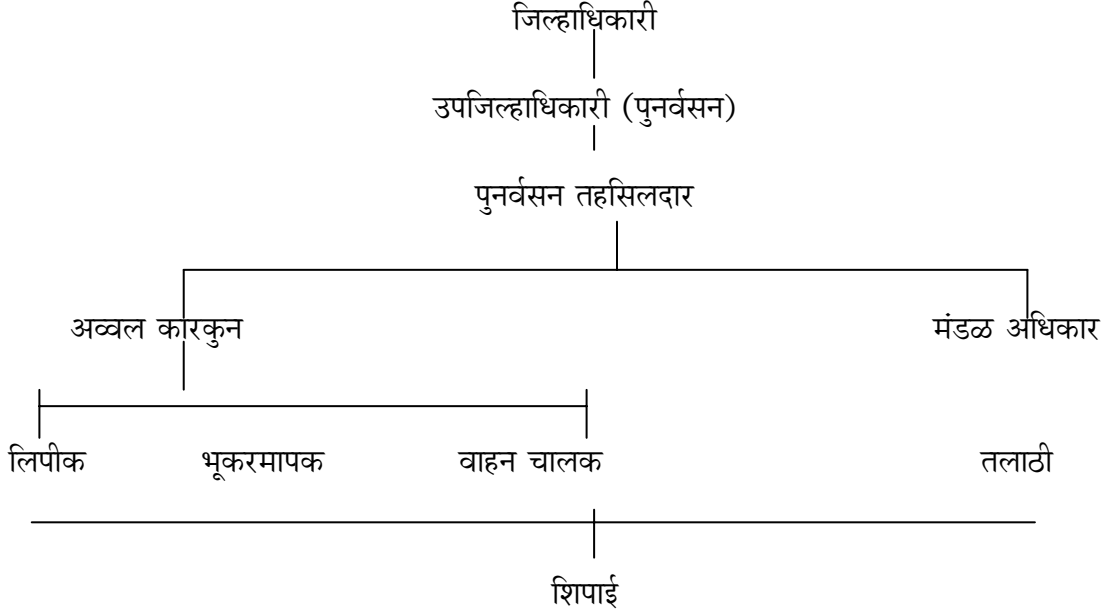 जिल्हाधिकारी
उपजिल्हाधिकारी (पुनर्वसन)
पुनर्वसन तहसिलदार
अव्वल कारकुन मंडळ अधिकार
लिपीक भूकरमापक वाहन चालक तलाठी
शिपाई